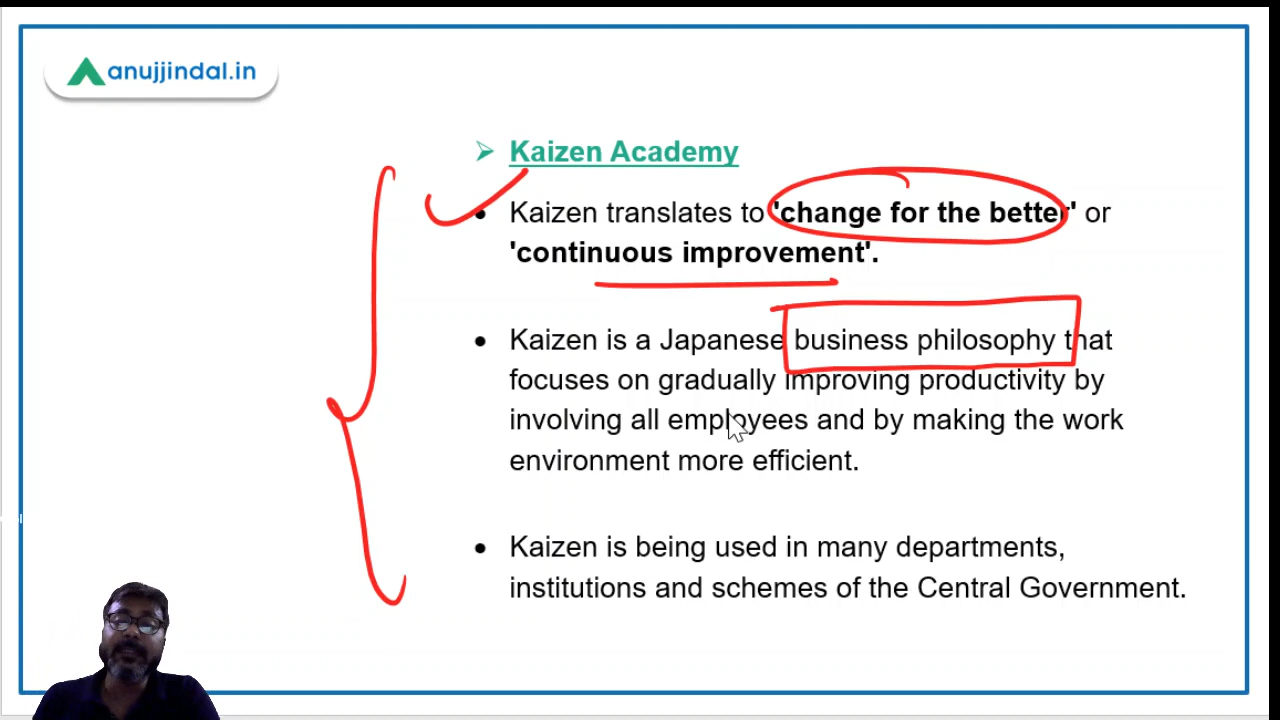 anujjindal.in
Kaizen Academy
Kaizen translates to 'change for the better' or
'continuous improvement'.
Kaizen is a Japanese business philosophy that
focuses on gradually improving productivity by
involving all employees and by making the work
environment more efficient.
Kaizen is being used in many departments,
institutions and schemes of the Central Government.